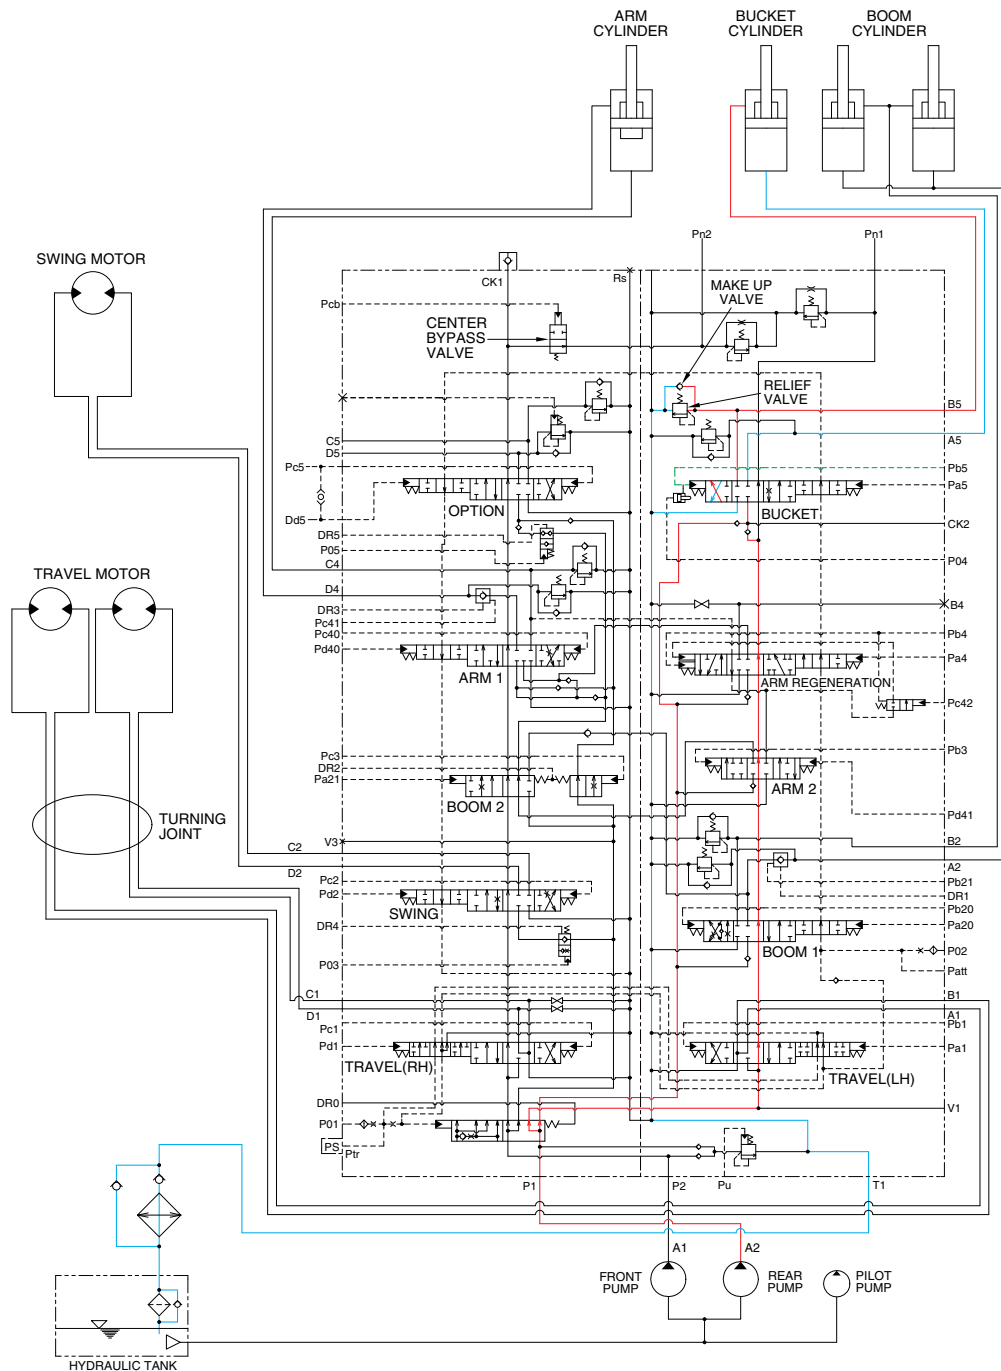 ARM
CYLINDER
BUCKET
CYLINDER
BOOM
CYLINDER
SWING MOTOR
Pn2
Pn1
CK1
Rs
MAKE UP
VALVE
Pcb
CENTER
BYPASS
VALVE
RELIEF
VALVE
B5
C5
D5
A5
Pc5
Pb5
Pa5
OPTION
BUCKET
Dd5
CK2
DR5
P05
C4
P04
TRAVEL MOTOR
D4
B4
DR3
Pc41
Pc40
Pd40
Pb4
Pa4
ARM 1
ARM REGENERATION
Pc42
Pc3
DR2
Pa21
Pb3
BOOM 2
ARM 2
TURNING
JOINT
Pd41
V3
C2
B2
D2
A2
Pc2
Pd2
Pb21
DR1
SWING
Pb20
Pa20
DR4
BOOM 1
P03
P02
Patt
C1
B1
D1
A1
Pc1
Pb1
Pd1
Pa1
TRAVEL(RH)
TRAVEL(LH)
DR0
V1
P01
PS
Ptr
P1
P2
Pu
T1
A1
A2
FRONT
PUMP
REAR
PUMP
PILOT
PUMP
HYDRAULIC TANK